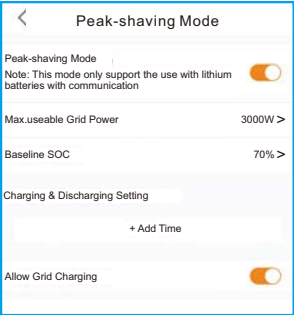 Peak-shaving Mode
Peak-shaving Mode
Note: This mode only support the use with lithium
batteries with communication
Max.useable Grid Power 3000W >
Baseline SOC 70% >
Charging & Discharging Setting
+ Add Time
Allow Grid Charging